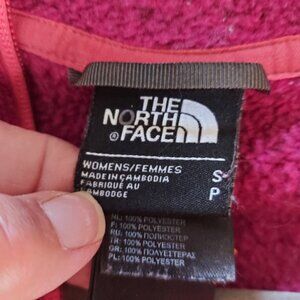 THE
NORTH
FACE
®
WOMENS/FEMMES
MADE IN CAMBODIA
FABRIQUÉ AU
CAMBODGE
S
P
NL: 100% POLYESTER
F: 100% POLYESTER
RU: 100% ПОЛИЭСТЕР
TR: 100% POLYESTER
GR: 100% ΠΟΛΥΕΣΤΕΡΑΣ
PL: 100% POLYESTER